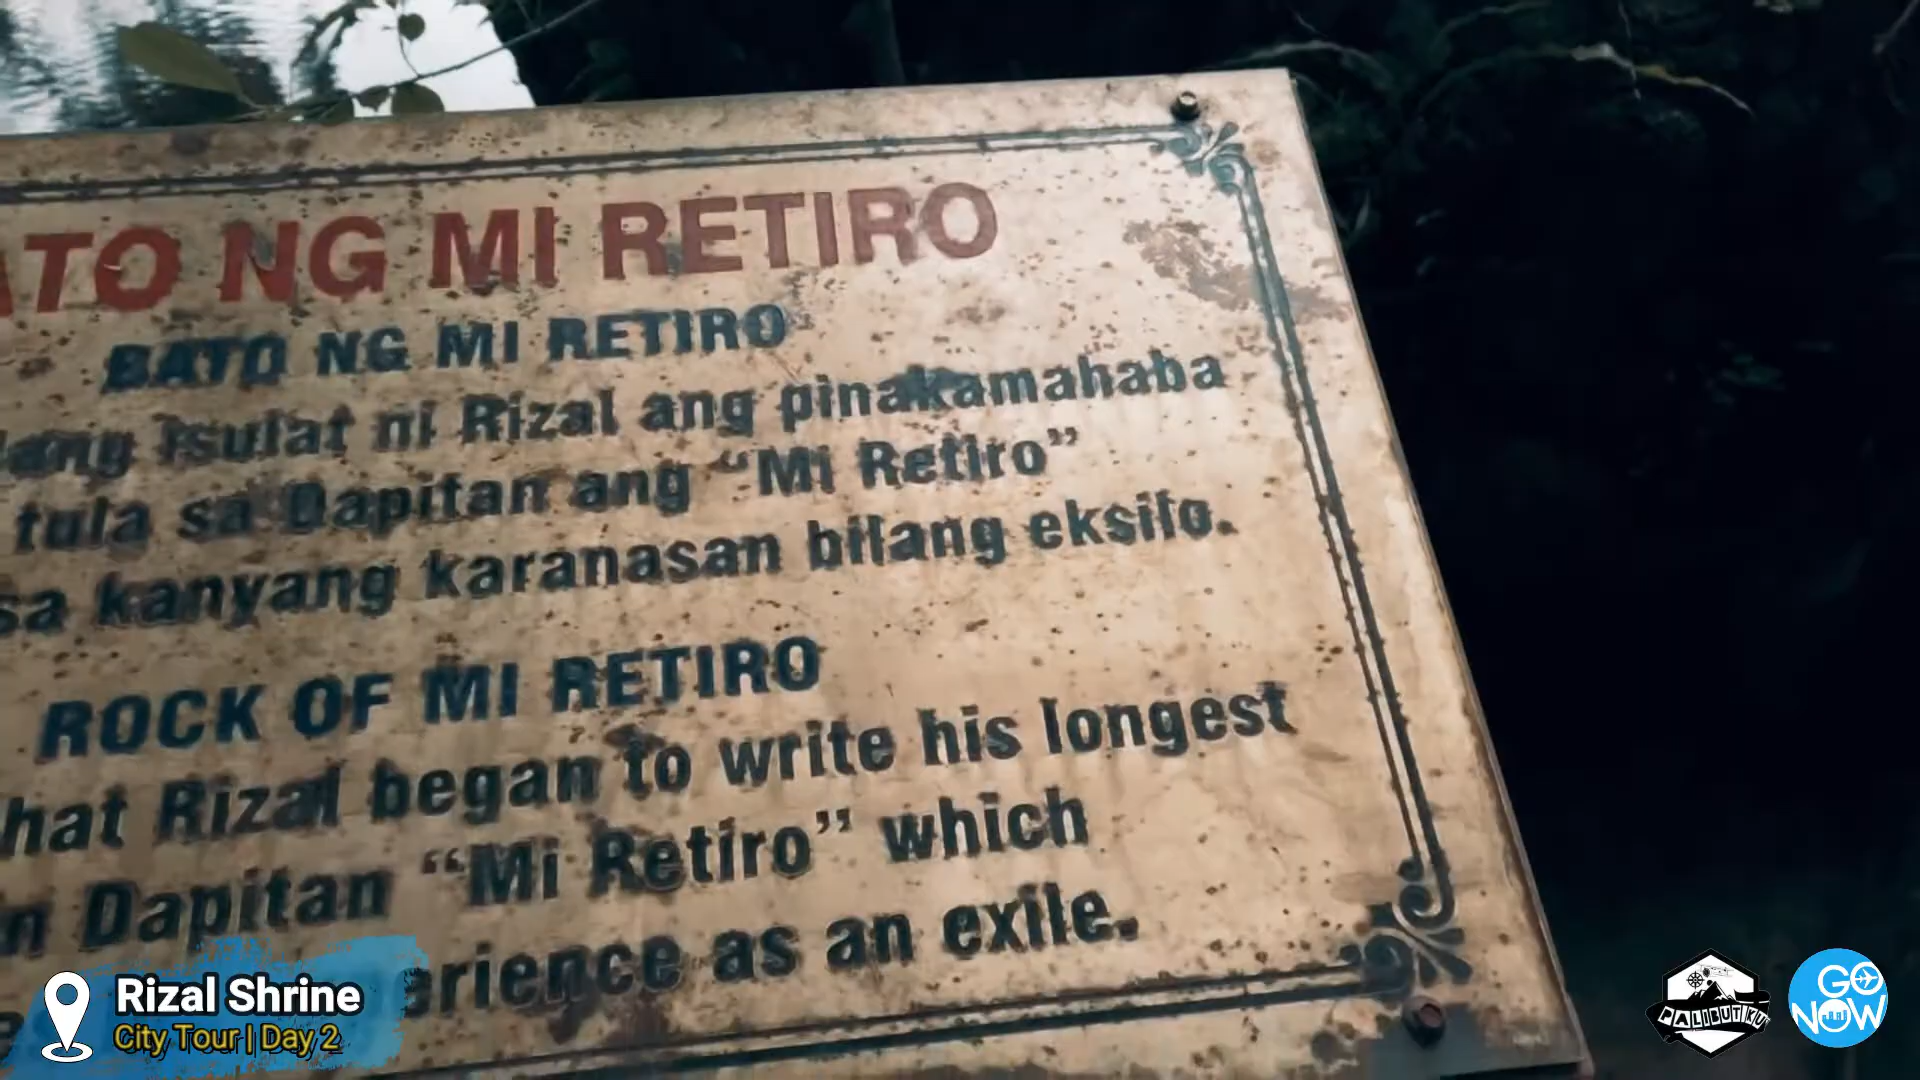 ATO NG MI RETIRO
BATO NG MI RETIRO
isulat ni Rizal ang pinakamahaba
tula sa Dapitan ang “Mi Retiro”
sa kanyang karanasan bilang eksilo.
ROCK OF MI RETIRO
hat Rizal began to write his longest
n Dapitan “Mi Retiro” which
erience as an exile.
Rizal Shrine
City Tour | Day 2
PALIBUTKU
GO
NOW